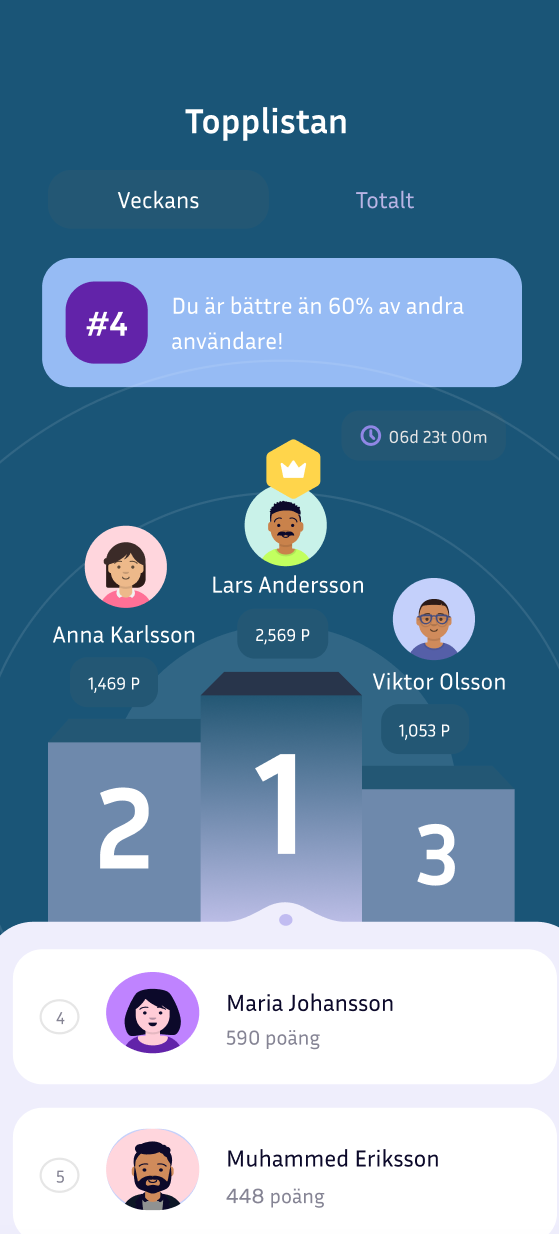 Topplistan
Veckans
Totalt
#4
Du är bättre än 60% av andra
användare!
06d 23t 00m
Lars Andersson
2,569 P
Anna Karlsson
1,469 P
Viktor Olsson
1,053 P
1
2
3
4
Maria Johansson
590 poäng
5
Muhammed Eriksson
448 poäng